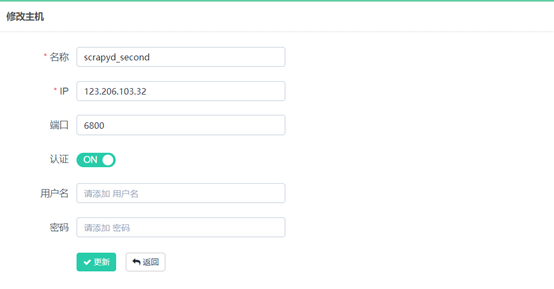 修改主机
* 名称 scrapyd_second
* IP 123.206.103.32
端口 6800
认证 ON
用户名 请添加 用户名
密码 请添加 密码
更新 返回